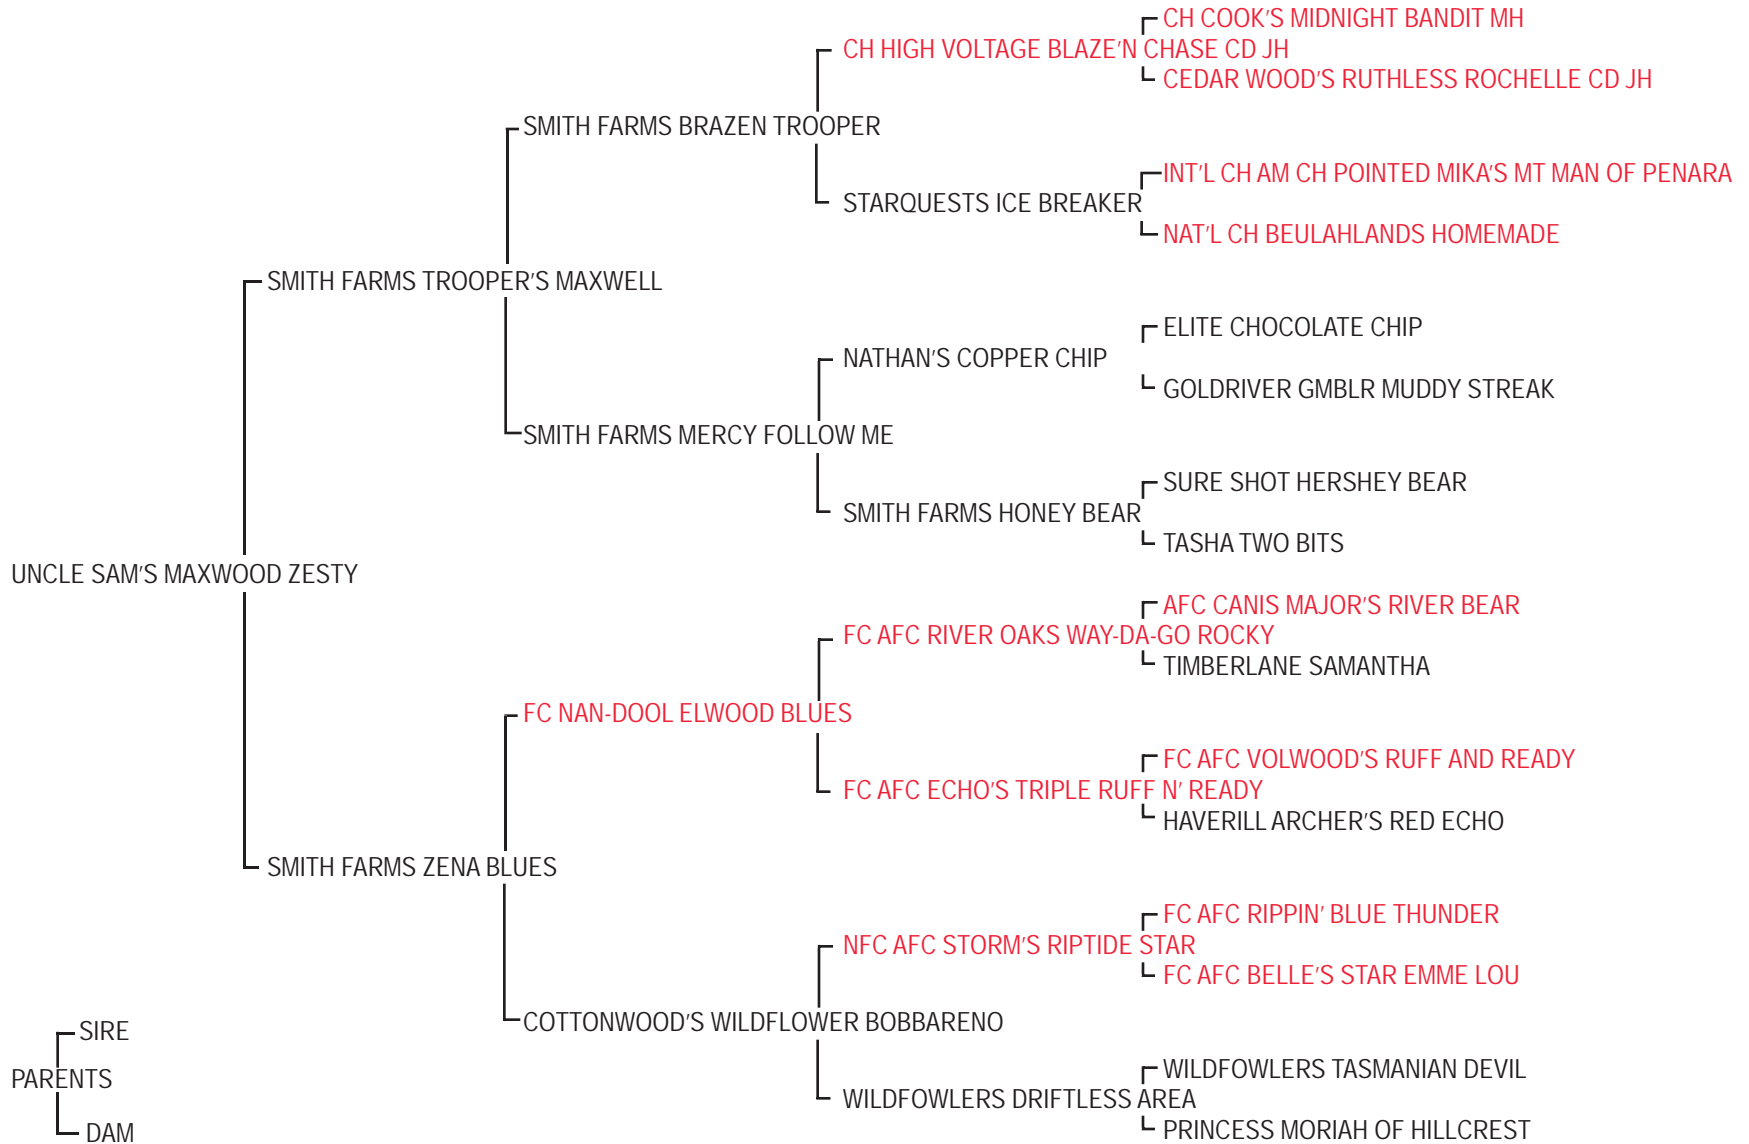 CH COOK'S MIDNIGHT BANDIT MH
CH HIGH VOLTAGE BLAZE'N CHASE CD JH
CEDAR WOOD'S RUTHLESS ROCHELLE CD JH
SMITH FARMS BRAZEN TROOPER
INT'L CH AM CH POINTED MIKA'S MT MAN OF PENARA
STARQUESTS ICE BREAKER
NAT'L CH BEULAHLANDS HOMEMADE
SMITH FARMS TROOPER'S MAXWELL
ELITE CHOCOLATE CHIP
NATHAN'S COPPER CHIP
GOLDRIVER GMBLR MUDDY STREAK
SMITH FARMS MERCY FOLLOW ME
SURE SHOT HERSHEY BEAR
SMITH FARMS HONEY BEAR
TASHA TWO BITS
UNCLE SAM'S MAXWOOD ZESTY
AFC CANIS MAJOR'S RIVER BEAR
FC AFC RIVER OAKS WAY-DA-GO ROCKY
TIMBERLANE SAMANTHA
FC NAN-DOOL ELWOOD BLUES
FC AFC VOLWOOD'S RUFF AND READY
FC AFC ECHO'S TRIPLE RUFF N' READY
HAVERILL ARCHER'S RED ECHO
SMITH FARMS ZENA BLUES
FC AFC RIPPIN' BLUE THUNDER
NFC AFC STORM'S RIPTIDE STAR
FC AFC BELLE'S STAR EMME LOU
COTTONWOOD'S WILDFLOWER BOBBARENO
WILDFOWLERS TASMANIAN DEVIL
WILDFOWLERS DRIFTLESS AREA
PRINCESS MORIAH OF HILLCREST
SIRE
PARENTS
DAM